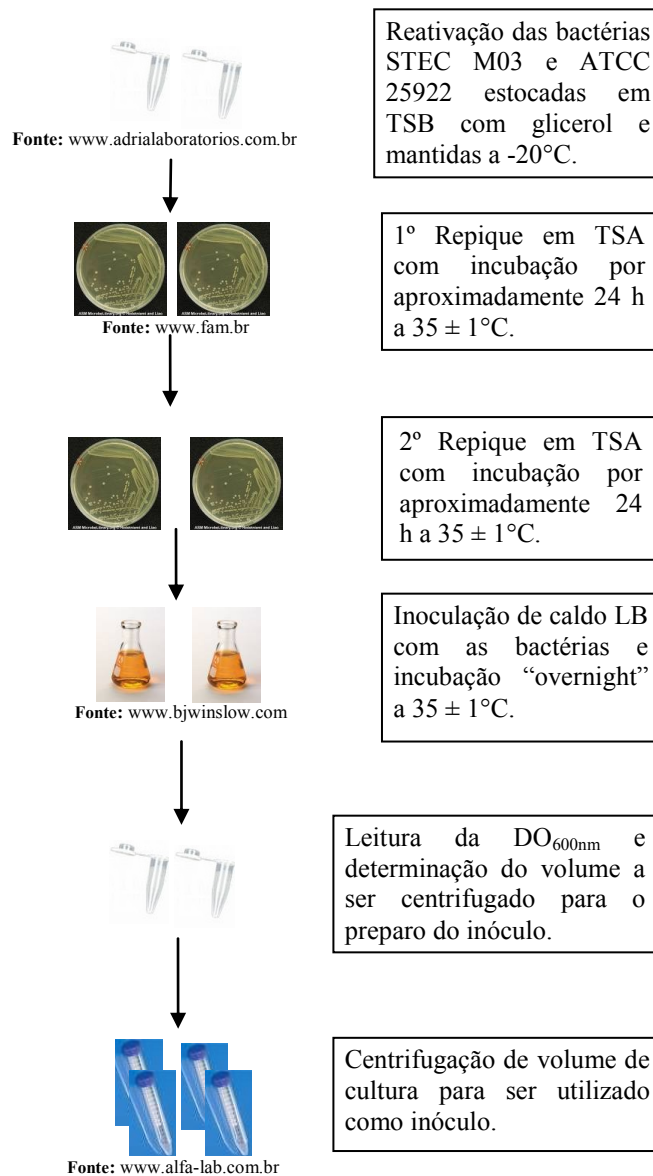 Reativação das bactérias
STEC M03 e ATCC
25922 estocadas em
TSB com glicerol e
mantidas a -20°C.
Fonte: www.adrialaboratorios.com.br
1º Repique em TSA
com incubação por
aproximadamente 24 h
a 35 ± 1°C.
Fonte: www.fam.br
2º Repique em TSA
com incubação por
aproximadamente 24
h a 35 ± 1°C.
Inoculação de caldo LB
com as bactérias e
incubação “overnight”
a 35 ± 1°C.
Fonte: www.bjwinslow.com
Leitura da DO600nm e
determinação do volume a
ser centrifugado para o
preparo do inóculo.
Centrifugação de volume de
cultura para ser utilizado
como inóculo.
Fonte: www.alfa-lab.com.br